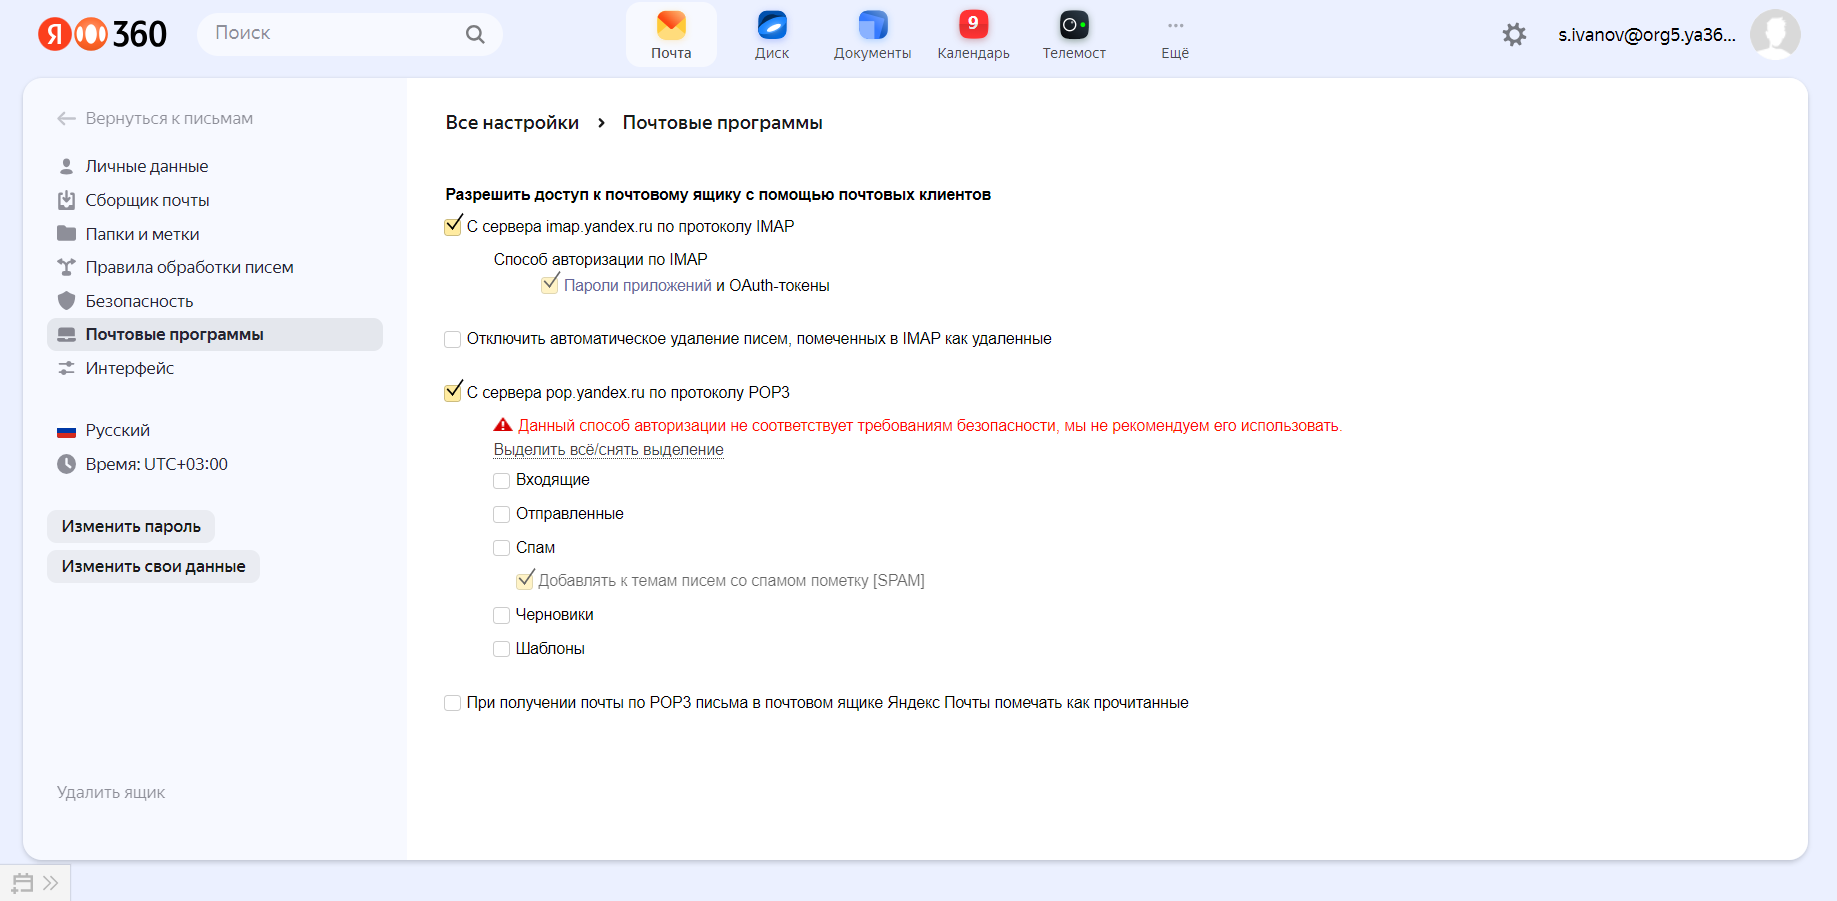 Я 360
Поиск
Почта
Диск
Документы
9
Календарь
Телемост
Ещё
s.ivanov@org5.ya36...
Вернуться к письмам
Личные данные
Сборщик почты
Папки и метки
Правила обработки писем
Безопасность
Почтовые программы
Интерфейс
Русский
Время: UTC+03:00
Изменить пароль
Изменить свои данные
Удалить ящик
Все настройки › Почтовые программы
Разрешить доступ к почтовому ящику с помощью почтовых клиентов
С сервера imap.yandex.ru по протоколу IMAP
Способ авторизации по IMAP
Пароли приложений и OAuth-токены
Отключить автоматическое удаление писем, помеченных в IMAP как удаленные
С сервера pop.yandex.ru по протоколу POP3
Данный способ авторизации не соответствует требованиям безопасности, мы не рекомендуем его использовать.
Выделить всё/снять выделение
Входящие
Отправленные
Спам
Добавлять к темам писем со спамом пометку [SPAM]
Черновики
Шаблоны
При получении почты по POP3 письма в почтовом ящике Яндекс Почты помечать как прочитанные